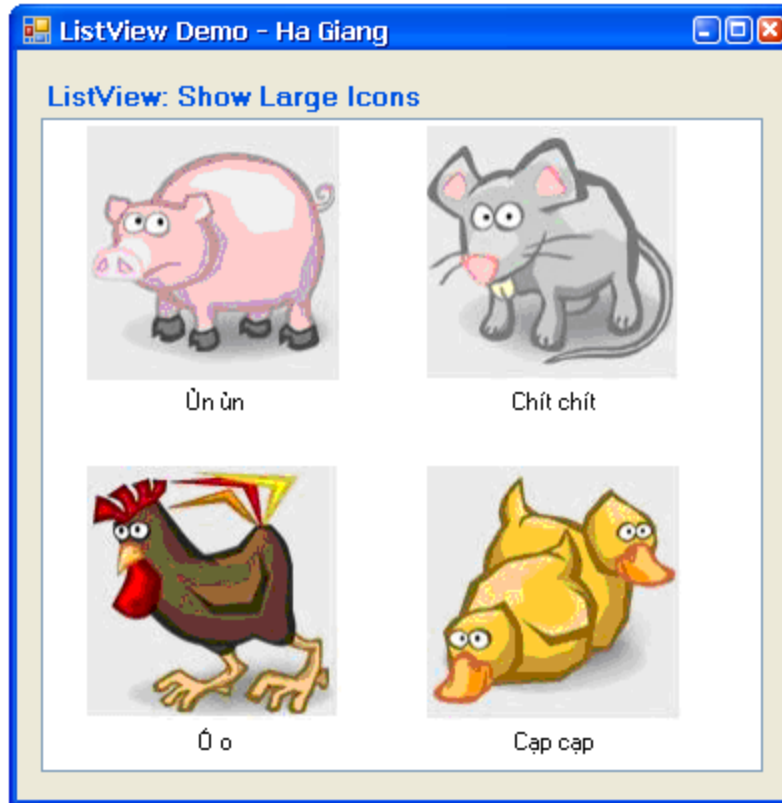 ListView Demo - Ha Giang
ListView: Show Large Icons
Ủn ủn
Chít chít
Ó o
Cạp cạp